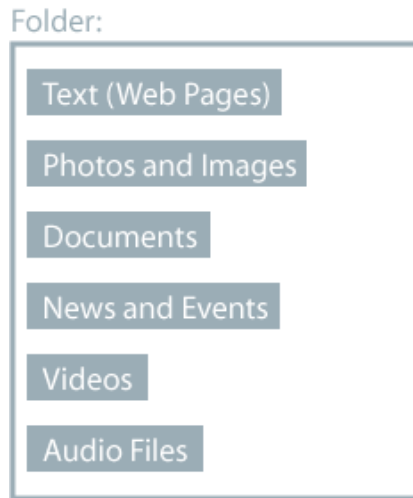 Folder:
Text (Web Pages)
Photos and Images
Documents
News and Events
Videos
Audio Files